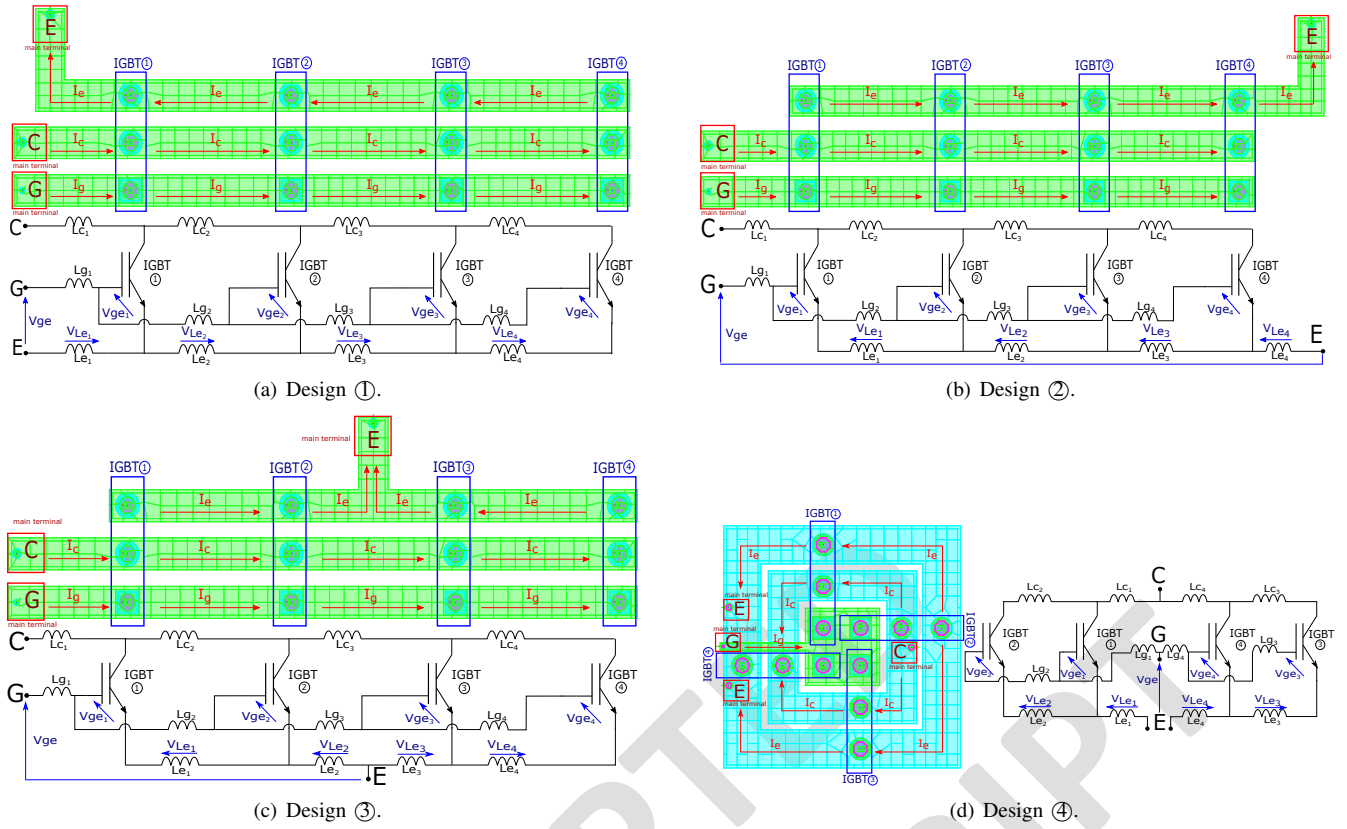 E
main terminal
IGBT①
IGBT②
IGBT③
IGBT④
Ie
Ie
Ie
Ie
C
Ic
Ic
Ic
Ic
main terminal
G
Ig
Ig
Ig
Ig
main terminal
C
Lc1
Lc2
Lc3
Lc4
Lg1
IGBT
①
IGBT
②
IGBT
③
IGBT
④
G
Vge1
Lg2
Vge2
Lg3
Vge3
Lg4
Vge4
Vge
VLe1
VLe2
VLe3
VLe4
E
Le1
Le2
Le3
Le4
(a) Design ①.
E
main terminal
IGBT①
IGBT②
IGBT③
IGBT④
Ie
Ie
Ie
Ie
C
Ic
Ic
Ic
Ic
main terminal
G
Ig
Ig
Ig
Ig
main terminal
C
Lc1
Lc2
Lc3
Lc4
Lg1
IGBT
①
IGBT
②
IGBT
③
IGBT
④
G
Vge1
Lg2
Vge2
Lg3
Vge3
Lg4
Vge4
Vge
VLe1
VLe2
VLe3
VLe4
E
Le1
Le2
Le3
Le4
(b) Design ②.
main terminal
E
IGBT①
IGBT②
IGBT③
IGBT④
Ie
Ie
Ie
Ie
main terminal
C
Ic
Ic
Ic
Ic
main terminal
G
Ig
Ig
Ig
Ig
C
Lc1
Lc2
Lc3
Lc4
Lg1
IGBT
①
IGBT
②
IGBT
③
IGBT
④
G
Vge1
Lg2
Vge2
Lg3
Vge3
Lg4
Vge4
Vge
VLe1
VLe2
VLe3
VLe4
Le1
Le2
Le3
Le4
E
(c) Design ③.
IGBT①
Ie
Ie
main terminal
E
Ic
Ic
main terminal
G
Ig
IGBT②
C
main terminal
IGBT④
main terminal
E
Ic
Ic
Ie
Ie
IGBT③
C
Lc2
Lc1
Lc4
Lc3
IGBT
②
IGBT
①
G
IGBT
④
IGBT
③
Lg1
Lg4
Lg3
Vge2
Lg2
Vge1
Vge
Vge4
Vge3
VLe2
VLe1
VLe4
VLe3
Le2
Le1
E
Le4
Le3
(d) Design ④.